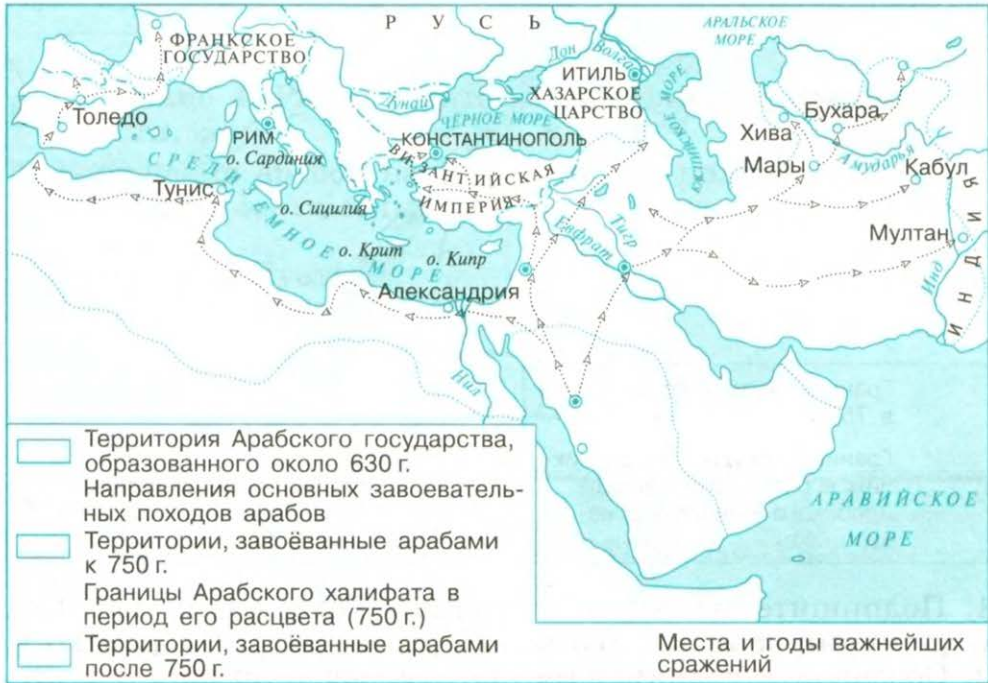 Р У С Ь
АРАЛЬСКОЕ
МОРЕ
ФРАНКСКОЕ
ГОСУДАРСТВО
Дон
Волга
ИТИЛЬ
ХАЗАРСКОЕ
ЦАРСТВО
КАСПИЙСКОЕ
МОРЕ
Дунай
ЧЁРНОЕ МОРЕ
Толедо
РИМ
КОНСТАНТИНОПОЛЬ
Хива
Бухара
Амударья
Мары
Кабул
о. Сардиния
ВИЗАНТИЙСКАЯ
ИМПЕРИЯ
СРЕДИЗЕМНОЕ
МОРЕ
Тунис
о. Сицилия
Тигр
Евфрат
Мултан
Инд
ИНДИЯ
о. Крит
о. Кипр
Александрия
Нил
АРАВИЙСКОЕ
МОРЕ
Территория Арабского государства,
образованного около 630 г.
Направления основных завоеватель-
ных походов арабов
Территории, завоёванные арабами
к 750 г.
Границы Арабского халифата в
период его расцвета (750 г.)
Территории, завоёванные арабами
после 750 г.
Места и годы важнейших
сражений